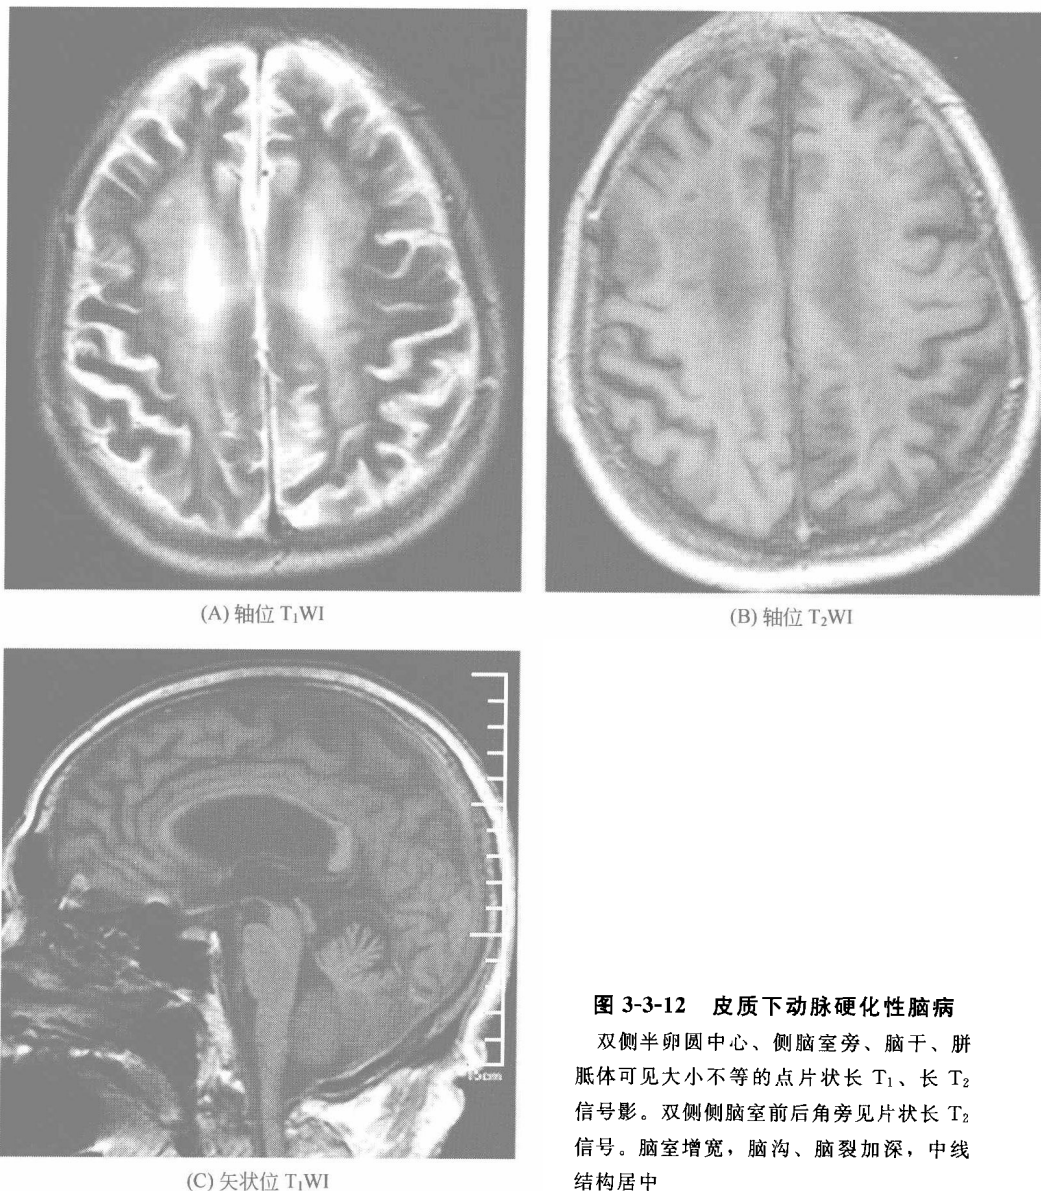 (A) 轴位 T₁WI
(B) 轴位 T₂WI
15cm
(C) 矢状位 T₁WI
图 3-3-12 皮质下动脉硬化性脑病
双侧半卵圆中心、侧脑室旁、脑干、胼
胝体可见大小不等的点片状长 T₁、长 T₂
信号影。双侧侧脑室前后角旁见片状长 T₂
信号。脑室增宽，脑沟、脑裂加深，中线
结构居中